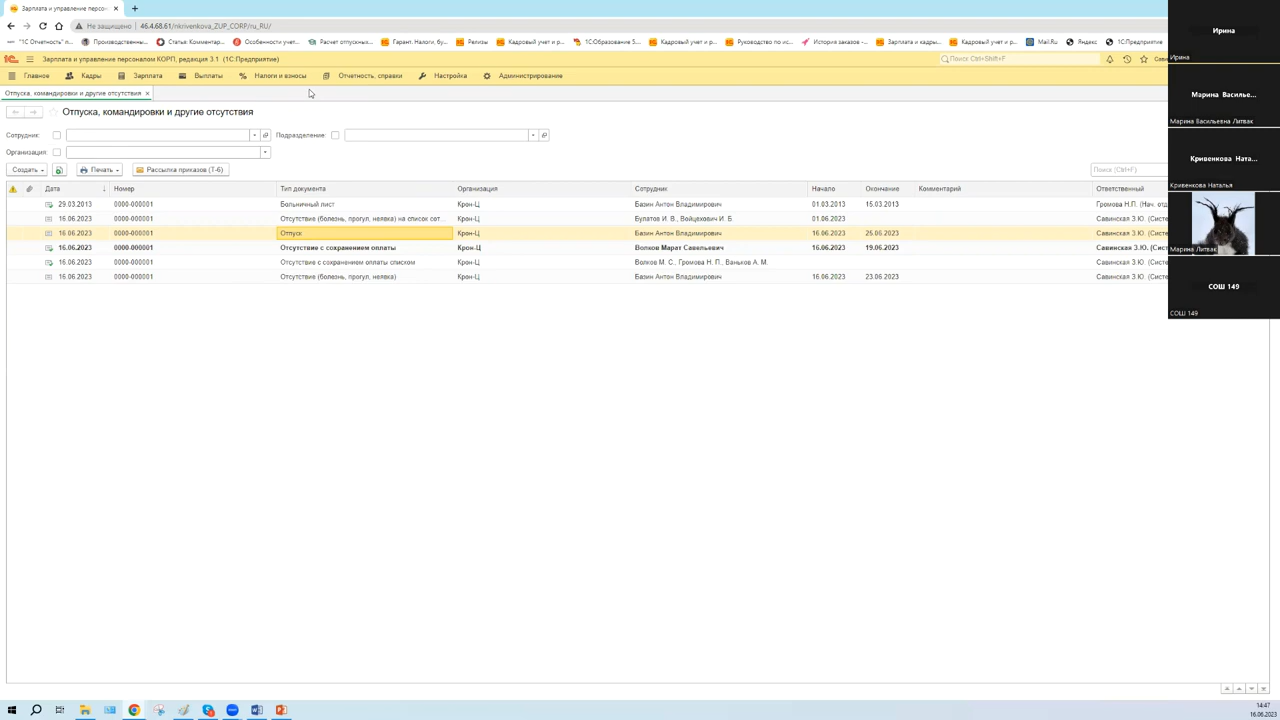 Зарплата и управление персон
Не защищено 46.4.68.61/nkrivenkova_ZUP_CORP/ru_RU/
"1С Отчетность" п... Производственны... Статья: Комментар... Особенности учет... Расчет отпускных... Гарант. Налоги, бу... Релизы Кадровый учет и р... 1С:Образование 5... Кадровый учет и р... Руководство по ис... История заказов -... Зарплата и кадры... Кадровый учет и р... Mail.Ru Яндекс 1С:Предприятие
Зарплата и управление персоналом КОРП, редакция 3.1 (1С:Предприятие)
Поиск Ctrl+Shift+F
Сави
Главное Кадры Зарплата Выплаты Налоги и взносы Отчетность, справки Настройка Администрирование
Отпуска, командировки и другие отсутствия
Отпуска, командировки и другие отсутствия
Сотрудник: Подразделение:
Организация:
Создать Печать Рассылка приказов (Т-6) Поиск (Ctrl+F)
Дата Номер Тип документа Организация Сотрудник Начало Окончание Комментарий Ответственный
29.03.2013 0000-000001 Больничный лист Крон-Ц Базин Антон Владимирович 01.03.2013 15.03.2013 Громова Н.П. (Нач. отд
16.06.2023 0000-000001 Отсутствие (болезнь, прогул, неявка) на список сот... Крон-Ц Булатов И. В., Войцехович И. Б. 01.06.2023 Савинская З.Ю. (Систе
16.06.2023 0000-000001 Отпуск Крон-Ц Базин Антон Владимирович 16.06.2023 25.06.2023 Савинская З.Ю. (Систе
16.06.2023 0000-000001 Отсутствие с сохранением оплаты Крон-Ц Волков Марат Савельевич 16.06.2023 19.06.2023 Савинская З.Ю. (Систе
16.06.2023 0000-000001 Отсутствие с сохранением оплаты списком Крон-Ц Волков М. С., Громова Н. П., Ваньков А. М. Савинская З.Ю. (Систе
16.06.2023 0000-000001 Отсутствие (болезнь, прогул, неявка) Крон-Ц Базин Антон Владимирович 16.06.2023 23.06.2023 Савинская З.Ю. (Систе
Ирина
Ирина
Марина Василье...
Марина Васильевна Литвак
Кривенкова Ната...
Кривенкова Наталья
Марина Литвак
СОШ 149
СОШ 149
14:47
16.06.2023